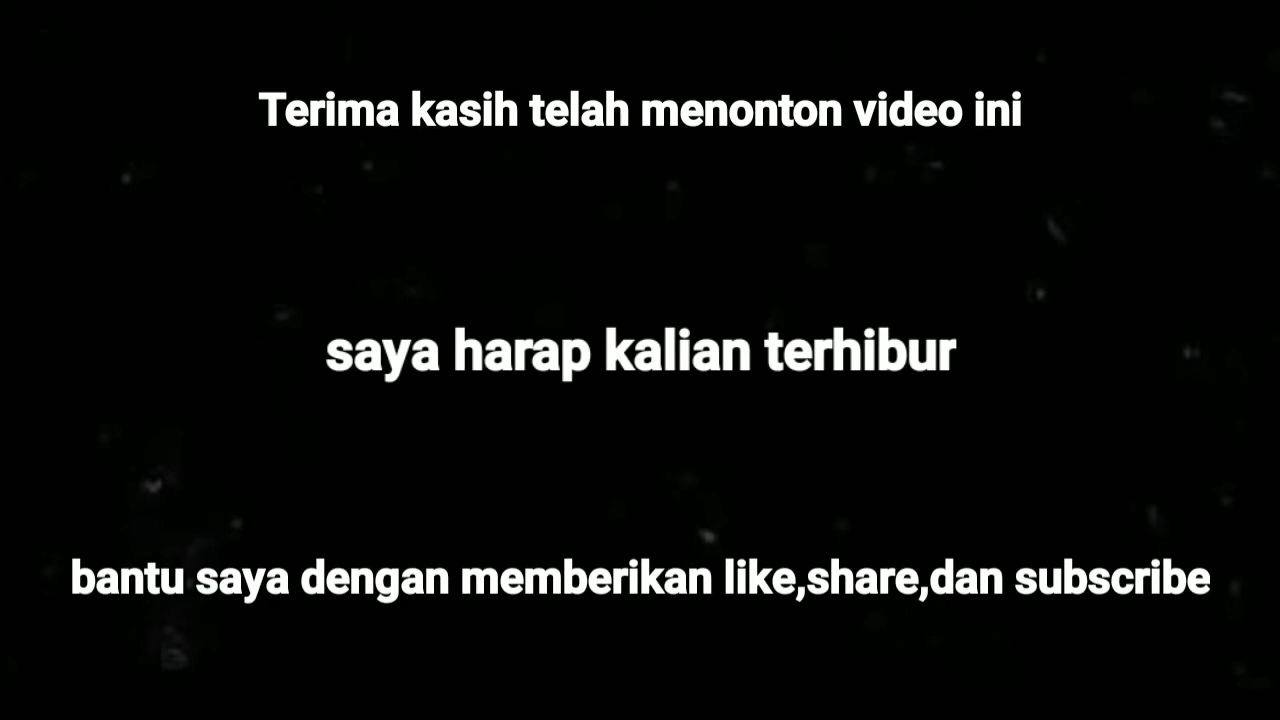 Terima kasih telah menonton video ini
saya harap kalian terhibur
bantu saya dengan memberikan like,share,dan subscribe